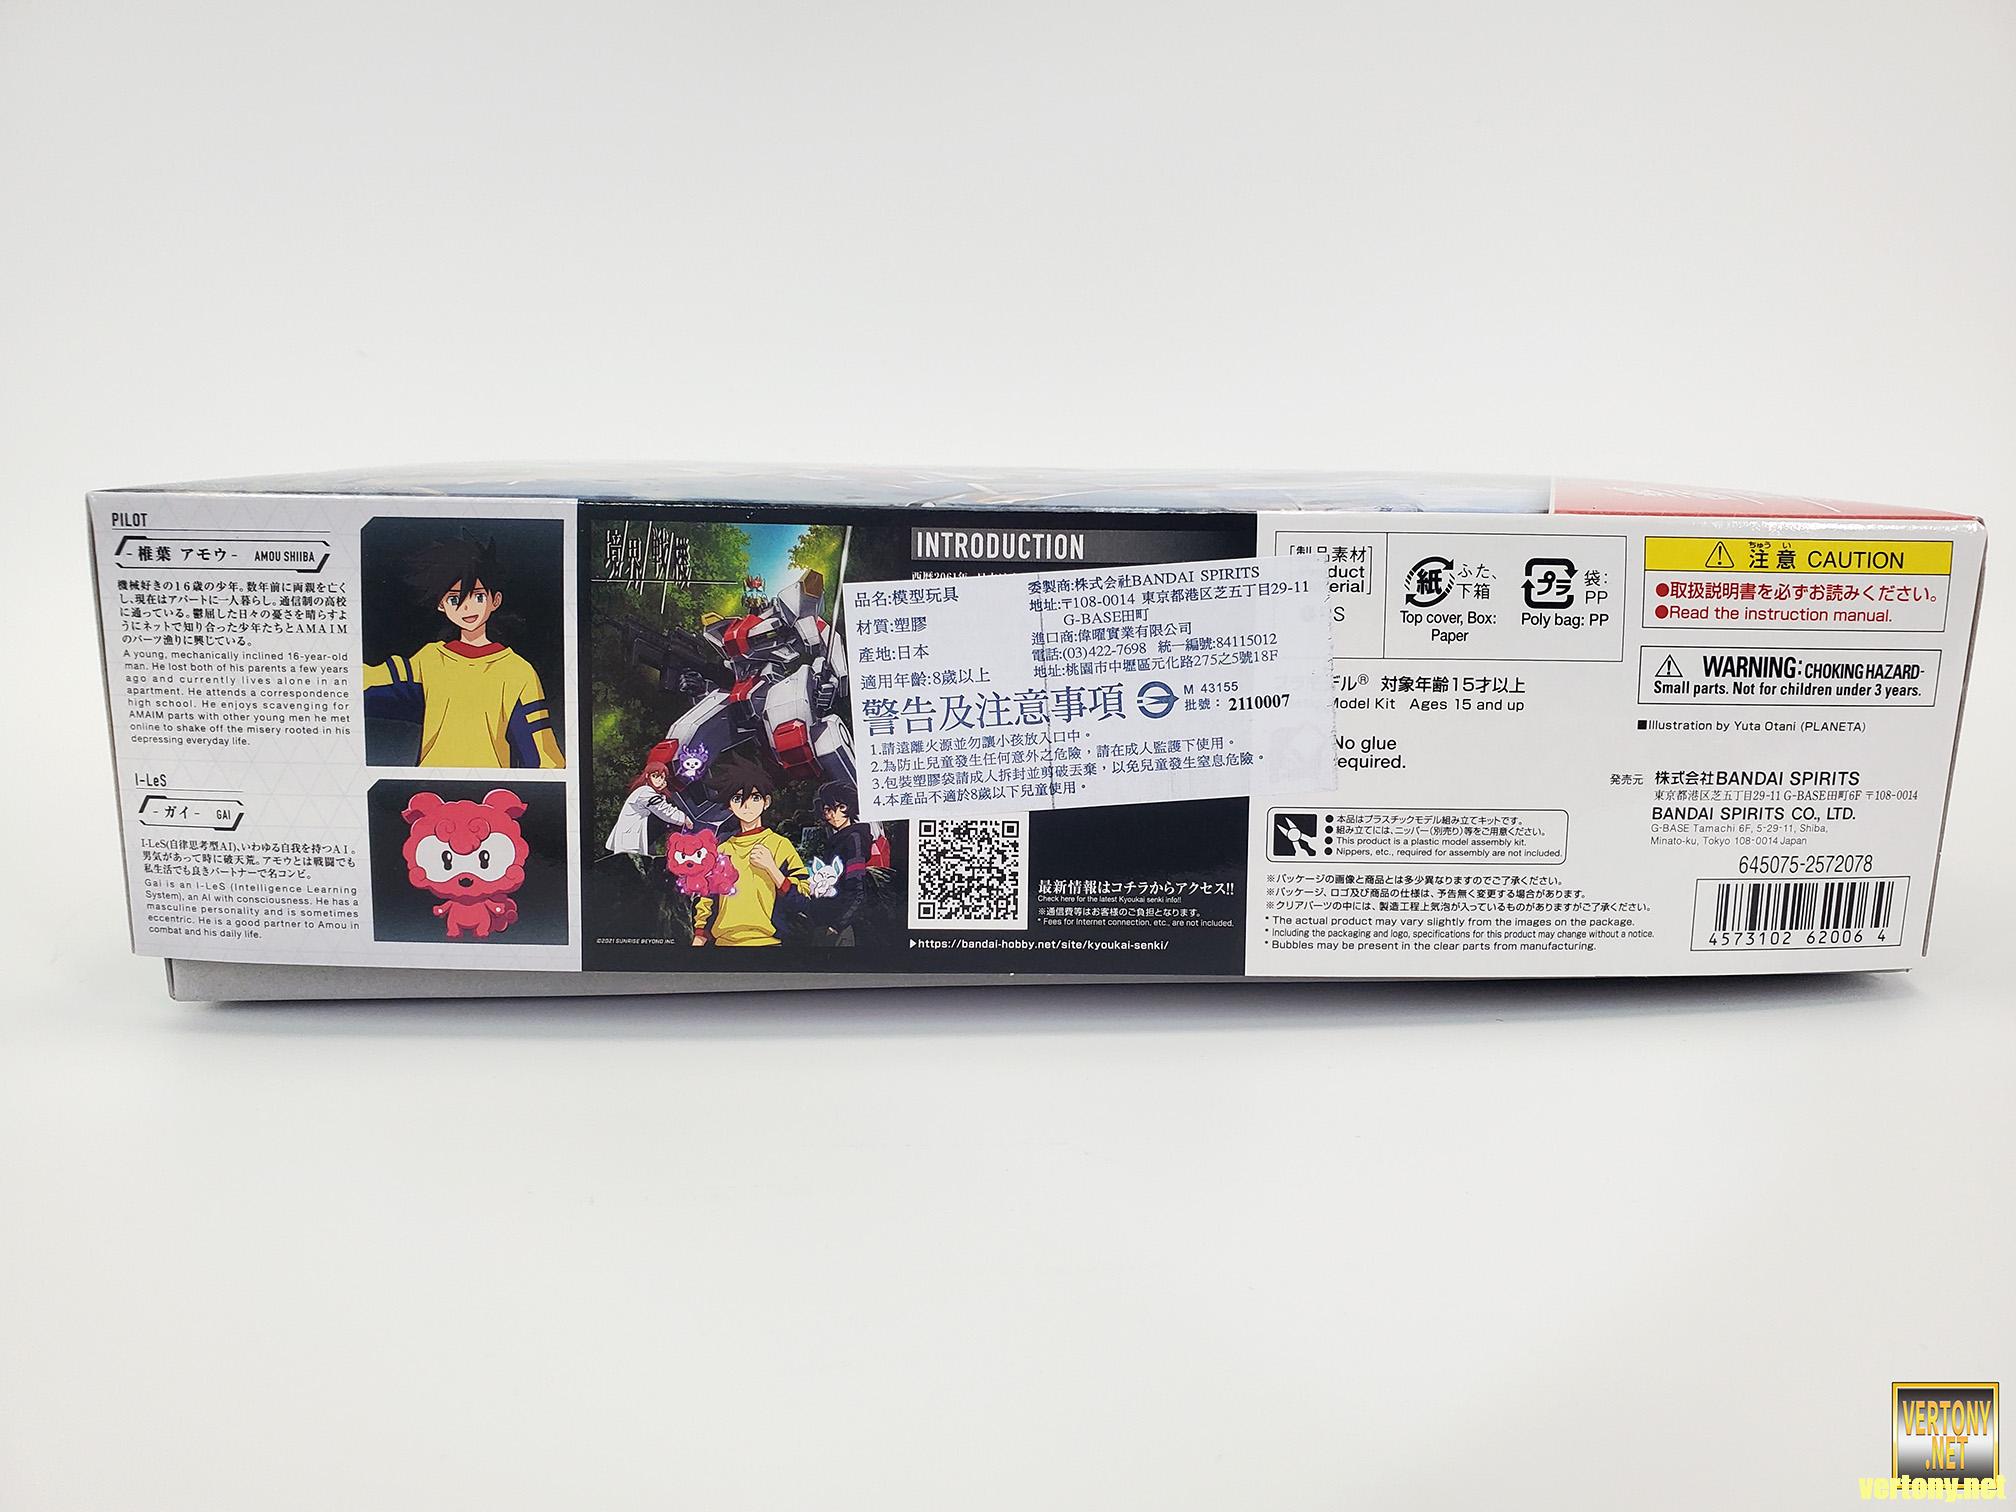 PILOT
- 椎葉 アモウ - AMOU SHIIBA
機械好きの16歳の少年。数年前に両親を亡く
し、現在はアパートに一人暮らし。通信制の高校
に通っている。鬱屈した日々の憂さを晴らすよ
うにネットで知り合った少年たちとAMAIM
のパーツ漁りに興じている。
A young, mechanically inclined 16-year-old
man. He lost both of his parents a few years
ago and currently lives alone in an
apartment. He attends a correspondence
high school. He enjoys scavenging for
AMAIM parts with other young men he met
online to shake off the misery rooted in his
depressing everyday life.
I-LeS
- ガイ - GAI
I-LeS(自律思考型AI)、いわゆる自我を持つAI。
男気があって時に破天荒。アモウとは戦闘でも
私生活でも良きパートナーで名コンビ。
Gai is an I-LeS (Intelligence Learning
System), an AI with consciousness. He has a
masculine personality and is sometimes
eccentric. He is a good partner to Amou in
combat and his daily life.
境界戦機
©2021 SUNRISE BEYOND INC.
INTRODUCTION
西暦2061年
品名:模型玩具
材質:塑膠
產地:日本
適用年齡:8歲以上
委製商:株式会社BANDAI SPIRITS
地址:〒108-0014 東京都港区芝五丁目29-11
G-BASE田町
進口商:偉曜實業有限公司
電話:(03)422-7698 統一編號:84115012
地址:桃園市中壢區元化路275之5號18F
警告及注意事項
M 43155
批號: 2110007
1.請遠離火源並勿讓小孩放入口中。
2.為防止兒童發生任何意外之危險，請在成人監護下使用。
3.包裝塑膠袋請成人拆封並剪破丟棄，以免兒童發生窒息危險。
4.本產品不適於8歲以下兒童使用。
最新情報はコチラからアクセス!!
Check here for the latest Kyoukai senki info!!
※通信費等はお客様のご負担となります。
* Fees for Internet connection, etc., are not included.
▶https://bandai-hobby.net/site/kyoukai-senki/
[製品素材]
duct
erial]
PS
紙
ふた、
下箱
Top cover, Box:
Paper
プラ
袋:
PP
Poly bag: PP
デル® 対象年齢15才以上
Model Kit Ages 15 and up
No glue
equired.
●本品はプラスチックモデル組み立てキットです。
●組み立てには、ニッパー(別売り)等をご用意ください。
●This product is a plastic model assembly kit.
●Nippers, etc., required for assembly are not included.
※パッケージの画像と商品とは多少異なりますのでご了承ください。
※パッケージ、ロゴ及び商品の仕様は、予告無く変更する場合があります。
※クリアパーツの中には、製造工程上気泡が入っているものがありますがご了承ください。
* The actual product may vary slightly from the images on the package.
* Including the packaging and logo, specifications for this product may change without a notice.
* Bubbles may be present in the clear parts from manufacturing.
ちゅう い
注 意 CAUTION
●取扱説明書を必ずお読みください。
●Read the instruction manual.
WARNING: CHOKING HAZARD-
Small parts. Not for children under 3 years.
■Illustration by Yuta Otani (PLANETA)
発売元 株式会社BANDAI SPIRITS
東京都港区芝五丁目29-11 G-BASE田町6F 〒108-0014
BANDAI SPIRITS CO., LTD.
G-BASE Tamachi 6F, 5-29-11, Shiba,
Minato-ku, Tokyo 108-0014 Japan
645075-2572078
4573102 62006 4
VERTONY
.NET
vertony.net